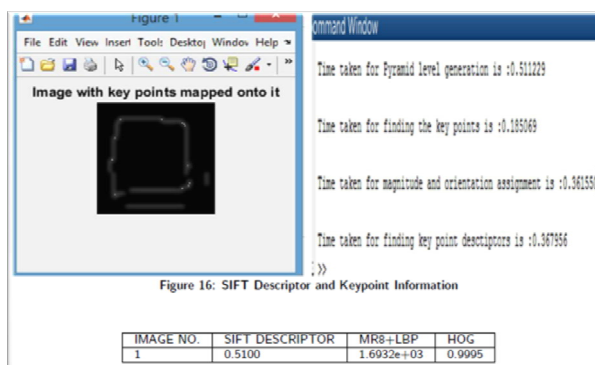 Figure 1
File Edit View Insert Tools Desktop Window Help
Image with key points mapped onto it
ommand Window
Time taken for Pyramid level generation is :0.511229
Time taken for finding the key points is :0.185069
Time taken for magnitude and orientation assignment is :0.36155
Time taken for finding key point desctiptors is :0.367956
>>
Figure 16: SIFT Descriptor and Keypoint Information
IMAGE NO. SIFT DESCRIPTOR MR8+LBP HOG
1 0.5100 1.6932e+03 0.9995